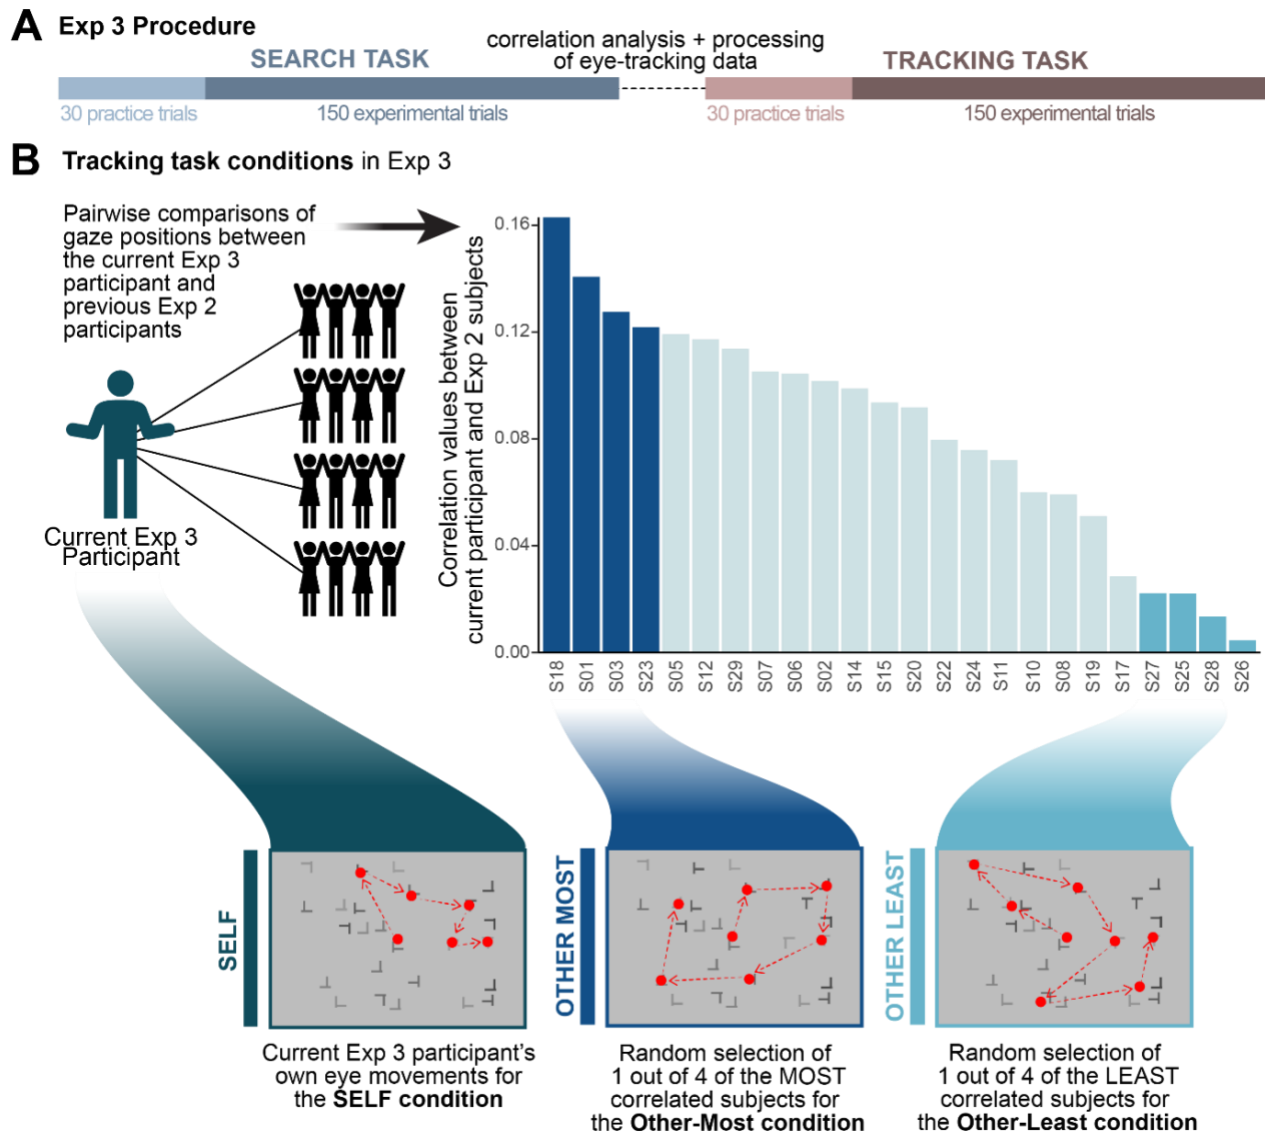 A Exp 3 Procedure
SEARCH TASK
correlation analysis + processing
of eye-tracking data
TRACKING TASK
30 practice trials
150 experimental trials
30 practice trials
150 experimental trials
B Tracking task conditions in Exp 3
Pairwise comparisons of
gaze positions between
the current Exp 3
participant and
previous Exp 2
participants
Current Exp 3
Participant
Correlation values between
current participant and Exp 2 subjects
0.16
0.12
0.08
0.04
0.00
S18
S01
S03
S23
S05
S12
S29
S07
S06
S02
S14
S15
S20
S22
S24
S11
S10
S08
S19
S17
S27
S25
S28
S26
SELF
OTHER MOST
OTHER LEAST
Current Exp 3 participant's
own eye movements for
the SELF condition
Random selection of
1 out of 4 of the MOST
correlated subjects for
the Other-Most condition
Random selection of
1 out of 4 of the LEAST
correlated subjects for
the Other-Least condition